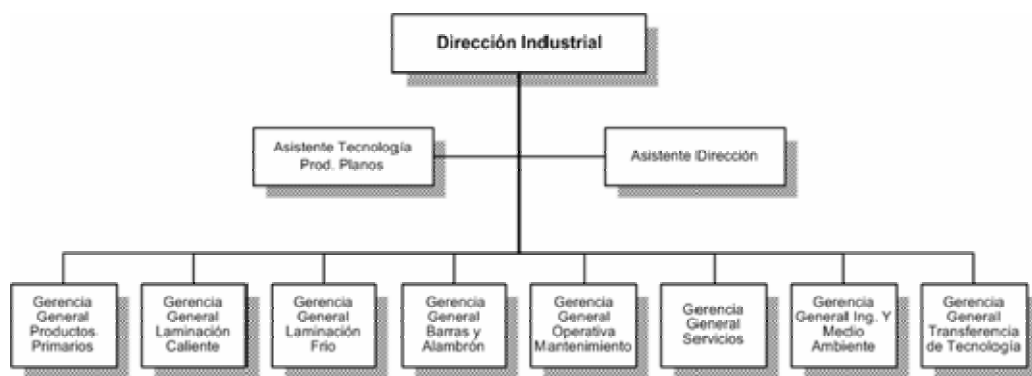 Dirección Industrial
Asistente Tecnología
Prod. Planos
Asistente Dirección
Gerencia
General
Productos
Primarios
Gerencia
General
Laminación
Caliente
Gerencia
General
Laminación
Frio
Gerencia
General
Barras y
Alambrón
Gerencia
General
Operativa
Mantenimiento
Gerencia
General
Servicios
Gerencia
General Ing. Y
Medio
Ambiente
Gerencia
General
Transferencia
de Tecnología